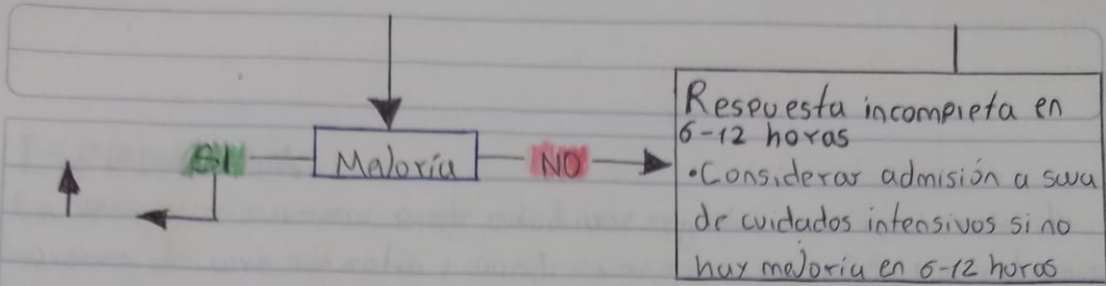 SI
Majoría
NO
Respuesta incompleta en
6-12 horas
•Considerar admisión a sala
de cuidados intensivos si no
hay mejoría en 6-12 horas